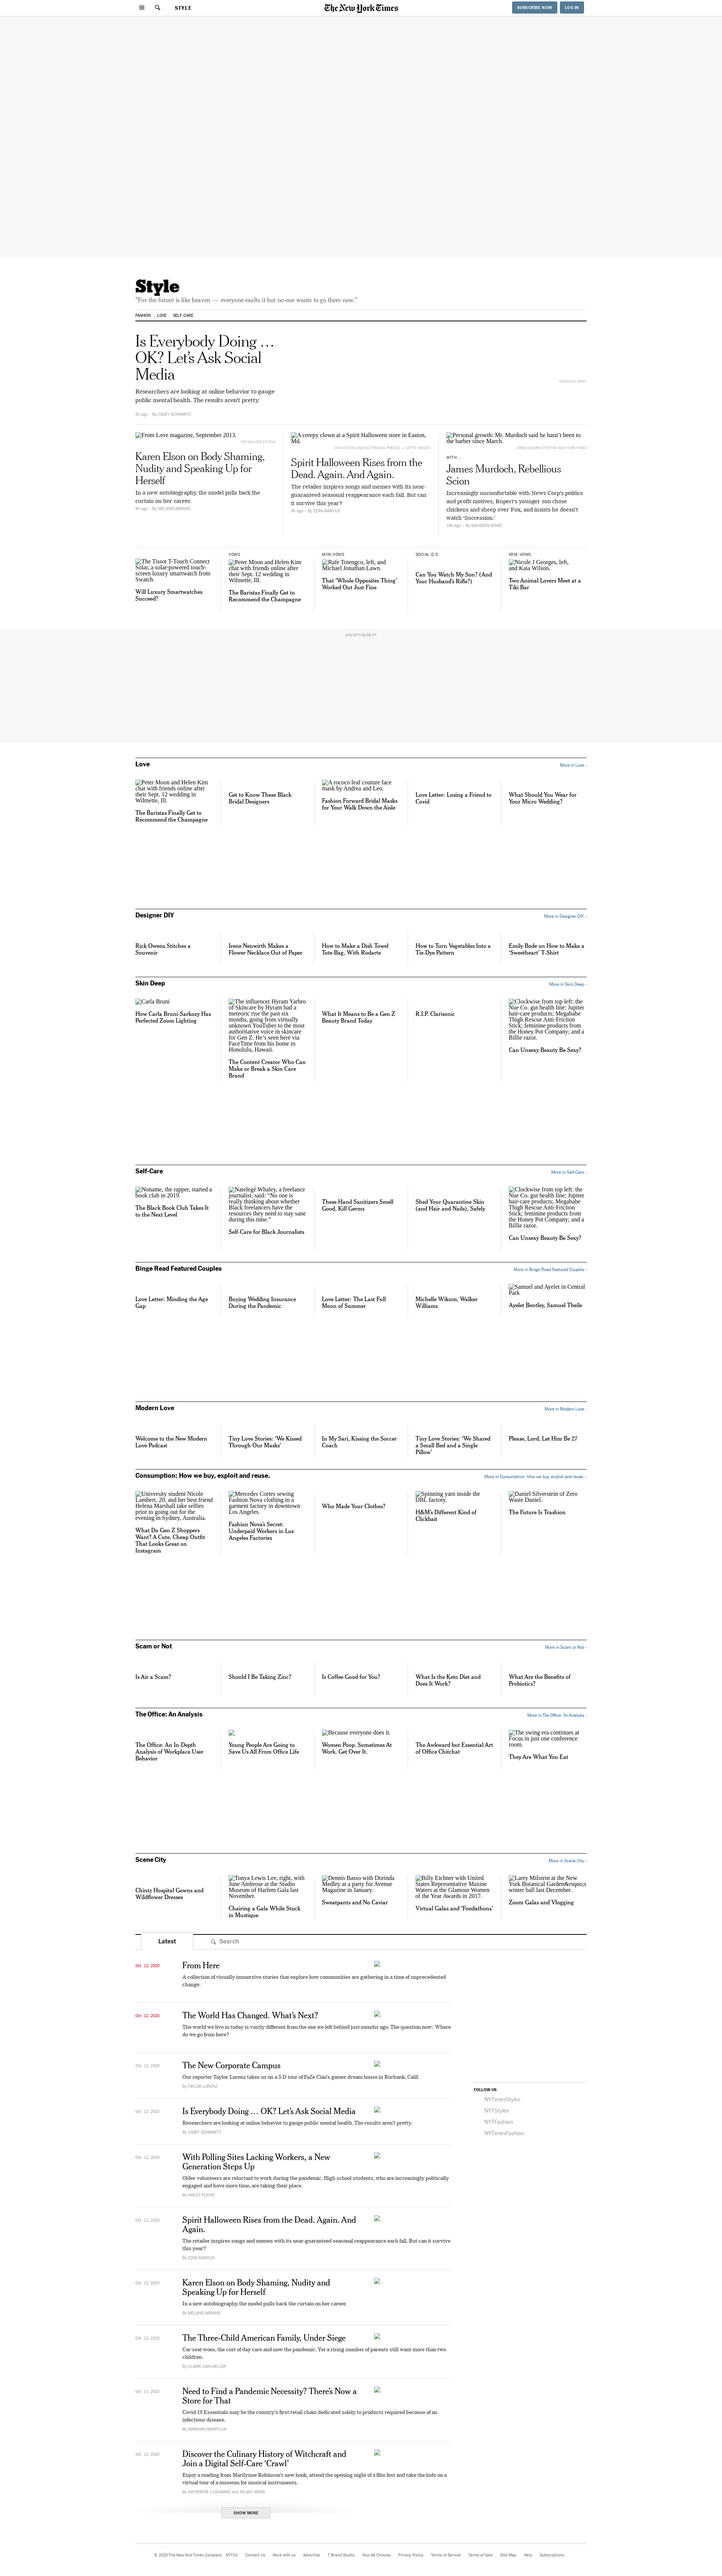 STYLE
The New York Times
SUBSCRIBE NOW
LOG IN
Style
"For the future is like heaven — everyone exalts it but no one wants to go there now."
FASHION
LOVE
SELF-CARE
Is Everybody Doing …
OK? Let's Ask Social
Media
Researchers are looking at online behavior to gauge
public mental health. The results aren't pretty.
By CASEY SCHWARTZ
From Love magazine, September 2013.
Karen Elson on Body Shaming,
Nudity and Speaking Up for
Herself
In a new autobiography, the model pulls back the
curtain on her career.
9h ago · By MELANIE ABRAMS
A creepy clown at a Spirit Halloween store in Easton,
Md.
Spirit Halloween Rises from the
Dead. Again. And Again.
The retailer inspires songs and memes with its near-
guaranteed seasonal reappearance each fall. But can
it survive this year?
9h ago · By EZRA MARCUS
Personal growth: Mr. Murdoch said he hasn't been to
the barber since March.
WITH …
James Murdoch, Rebellious
Scion
Increasingly uncomfortable with News Corp's politics
and profit motives, Rupert's younger son chose
chickens and sheep over Fox, and insists he doesn't
watch 'Succession.'
10h ago · By MAUREEN DOWD
The Tissot T-Touch Connect
Solar, a solar-powered touch-
screen luxury smartwatch from
Swatch.
Will Luxury Smartwatches
Succeed?
VOWS
Peter Moon and Helen Kim
chat with friends online after
their Sept. 12 wedding in
Wilmette, Ill.
The Baristas Finally Get to
Recommend the Champagne
MINI-VOWS
Rafe Totengco, left, and
Michael Jonathan Lawn.
That 'Whole Opposites Thing'
Worked Out Just Fine
SOCIAL Q'S
Can You Watch My Son? (And
Your Husband's Rifle?)
MINI-VOWS
Nicole J Georges, left,
and Kaia Wilson.
Two Animal Lovers Meet at a
Tiki Bar
ADVERTISEMENT
Love
More in Love ›
Peter Moon and Helen Kim
chat with friends online after
their Sept. 12 wedding in
Wilmette, Ill.
The Baristas Finally Get to
Recommend the Champagne
Get to Know These Black
Bridal Designers
A rococo leaf couture face
mask by Andrea and Leo.
Fashion Forward Bridal Masks
for Your Walk Down the Aisle
Love Letter: Losing a Friend to
Covid
What Should You Wear for
Your Micro Wedding?
Designer DIY
More in Designer DIY ›
Rick Owens Stitches a
Souvenir
Irene Neuwirth Makes a
Flower Necklace Out of Paper
How to Make a Dish Towel
Tote Bag, With Rodarte
How to Turn Vegetables Into a
Tie-Dye Pattern
Emily Bode on How to Make a
'Sweetheart' T-Shirt
Skin Deep
More in Skin Deep ›
Carla Bruni
How Carla Bruni-Sarkozy Has
Perfected Zoom Lighting
The influencer Hyram Yarbro
of Skincare by Hyram had a
meteoric rise the past six
months, going from virtually
unknown YouTuber to the most
authoritative voice in skincare
for Gen Z. He's seen here via
FaceTime from his home in
Honolulu, Hawaii.
The Content Creator Who Can
Make or Break a Skin Care
Brand
What It Means to Be a Gen Z
Beauty Brand Today
R.I.P. Clarisonic
Clockwise from top left: the
Nue Co. gut health line; Jupiter
hair-care products; Megababe
Thigh Rescue Anti-Friction
Stick; feminine products from
the Honey Pot Company; and a
Billie razor.
Can Unsexy Beauty Be Sexy?
Self-Care
More in Self-Care ›
Noname, the rapper, started a
book club in 2019.
The Black Book Club Takes It
to the Next Level
Natelegé Whaley, a freelance
journalist, said: "No one is
really thinking about whether
Black freelancers have the
resources they need to stay sane
during this time."
Self-Care for Black Journalists
These Hand Sanitizers Smell
Good, Kill Germs
Shed Your Quarantine Skin
(and Hair and Nails), Safely
Clockwise from top left: the
Nue Co. gut health line; Jupiter
hair-care products; Megababe
Thigh Rescue Anti-Friction
Stick; feminine products from
the Honey Pot Company; and a
Billie razor.
Can Unsexy Beauty Be Sexy?
Binge Read Featured Couples
More in Binge Read Featured Couples ›
Love Letter: Minding the Age
Gap
Buying Wedding Insurance
During the Pandemic
Love Letter: The Last Full
Moon of Summer
Michelle Wikum, Walker
Williams
Samuel and Ayelet in Central
Park
Ayelet Bentley, Samuel Tbeile
Modern Love
More in Modern Love ›
Welcome to the New Modern
Love Podcast
Tiny Love Stories: 'We Kissed
Through Our Masks'
In My Sari, Kissing the Soccer
Coach
Tiny Love Stories: 'We Shared
a Small Bed and a Single
Pillow'
Please, Lord, Let Him Be 27
Consumption: How we buy, exploit and reuse.
More in Consumption: How we buy, exploit and reuse. ›
University student Nicole
Lambert, 20, and her best friend
Helena Marshall take selfies
prior to going out for the
evening in Sydney, Australia.
What Do Gen Z Shoppers
Want? A Cute, Cheap Outfit
That Looks Great on
Instagram
Mercedes Cortes sewing
Fashion Nova clothing in a
garment factory in downtown
Los Angeles.
Fashion Nova's Secret:
Underpaid Workers in Los
Angeles Factories
Who Made Your Clothes?
Spinning yarn inside the
DBL factory.
H&M's Different Kind of
Clickbait
Daniel Silverstein of Zero
Waste Daniel.
The Future Is Trashion
Scam or Not
More in Scam or Not ›
Is Air a Scam?
Should I Be Taking Zinc?
Is Coffee Good for You?
What Is the Keto Diet and
Does It Work?
What Are the Benefits of
Probiotics?
The Office: An Analysis
More in The Office: An Analysis ›
The Office: An In-Depth
Analysis of Workplace User
Behavior
Young People Are Going to
Save Us All From Office Life
Because everyone does it.
Women Poop. Sometimes At
Work. Get Over It.
The Awkward but Essential Art
of Office Chitchat
The swing era continues at
Focus in just one conference
room.
They Are What You Eat
Scene City
More in Scene City ›
Chintz Hospital Gowns and
Wildflower Dresses
Tonya Lewis Lee, right, with
June Ambrose at the Studio
Museum of Harlem Gala last
November.
Chairing a Gala While Stuck
in Mustique
Dennis Basso with Dorinda
Medley at a party for Avenue
Magazine in January.
Sweatpants and No Caviar
Billy Eichner with United
States Representative Maxine
Waters at the Glamour Women
of the Year Awards in 2017.
Virtual Galas and 'Foodathons'
Larry Milstein at the New
York Botanical Garden&rsquo;s
winter ball last December.
Zoom Galas and Vlogging
Latest
Search
Oct. 12, 2020
From Here
A collection of visually immersive stories that explore how communities are gathering in a time of unprecedented
change.
Oct. 12, 2020
The World Has Changed. What's Next?
The world we live in today is vastly different from the one we left behind just months ago. The question now: Where
do we go from here?
Oct. 12, 2020
The New Corporate Campus
Our reporter Taylor Lorenz takes us on a 3-D tour of FaZe Clan's gamer dream house in Burbank, Calif.
By TAYLOR LORENZ
Oct. 12, 2020
Is Everybody Doing … OK? Let's Ask Social Media
Researchers are looking at online behavior to gauge public mental health. The results aren't pretty.
By CASEY SCHWARTZ
Oct. 12, 2020
With Polling Sites Lacking Workers, a New
Generation Steps Up
Older volunteers are reluctant to work during the pandemic. High school students, who are increasingly politically
engaged and have more time, are taking their place.
By HAILEY FUCHS
Oct. 12, 2020
Spirit Halloween Rises from the Dead. Again. And
Again.
The retailer inspires songs and memes with its near-guaranteed seasonal reappearance each fall. But can it survive
this year?
By EZRA MARCUS
Oct. 12, 2020
Karen Elson on Body Shaming, Nudity and
Speaking Up for Herself
In a new autobiography, the model pulls back the curtain on her career.
By MELANIE ABRAMS
Oct. 12, 2020
The Three-Child American Family, Under Siege
Car-seat woes, the cost of day care and now the pandemic. Yet a rising number of parents still want more than two
children.
By CLAIRE CAIN MILLER
Oct. 11, 2020
Need to Find a Pandemic Necessity? There's Now a
Store for That
Covid-19 Essentials may be the country's first retail chain dedicated solely to products required because of an
infectious disease.
By MARKIAN HAWRYLUK
Oct. 10, 2020
Discover the Culinary History of Witchcraft and
Join a Digital Self-Care 'Crawl'
Enjoy a reading from Marilynne Robinson's new book, attend the opening night of a film fest and take the kids on a
virtual tour of a museum for musical instruments.
By KATHERINE CUSUMANO and HILARY MOSS
SHOW MORE
FOLLOW US
NYTimesStyles
NYTStyles
NYTFashion
NYTimesFashion
© 2020 The New York Times Company
NYTCo
Contact Us
Work with us
Advertise
T Brand Studio
Your Ad Choices
Privacy Policy
Terms of Service
Terms of Sale
Site Map
Help
Subscriptions